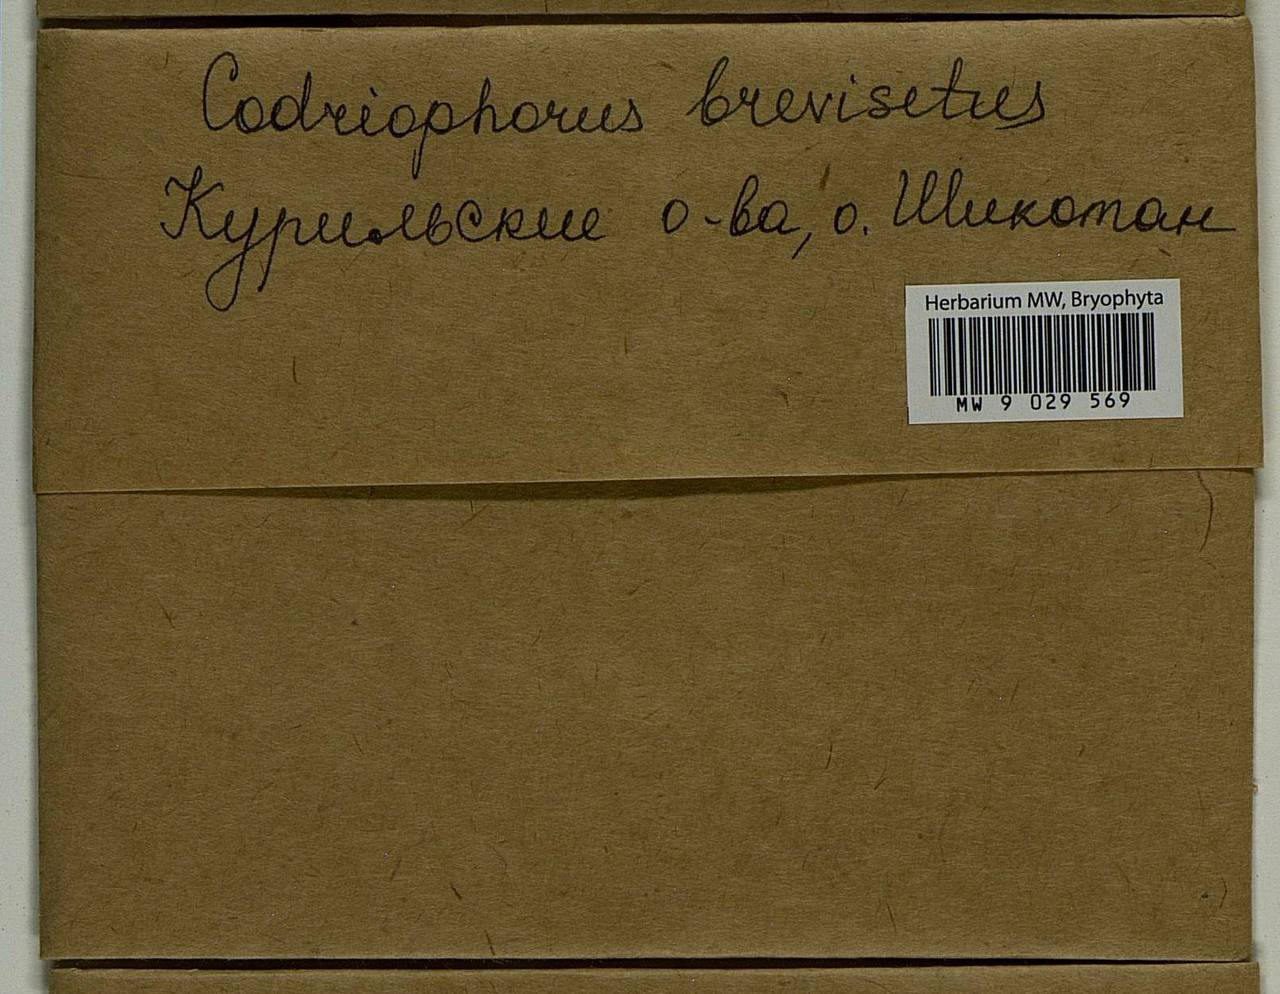 Codriophorus brevisetus
Курильские о-ва, о. Шикотан
Herbarium MW, Bryophyta
MW 9 029 569